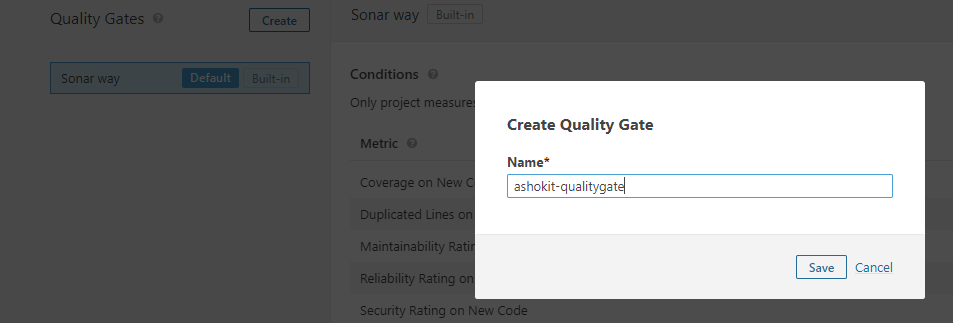 Quality Gates ?
Create
Sonar way Built-in
Sonar way Default Built-in
Conditions ?
Only project measures
Metric ?
Coverage on New
Duplicated Lines on
Maintainability
Reliability Rating on
Security Rating on New Code
Create Quality Gate
Name*
ashokit-qualitygate
Save Cancel